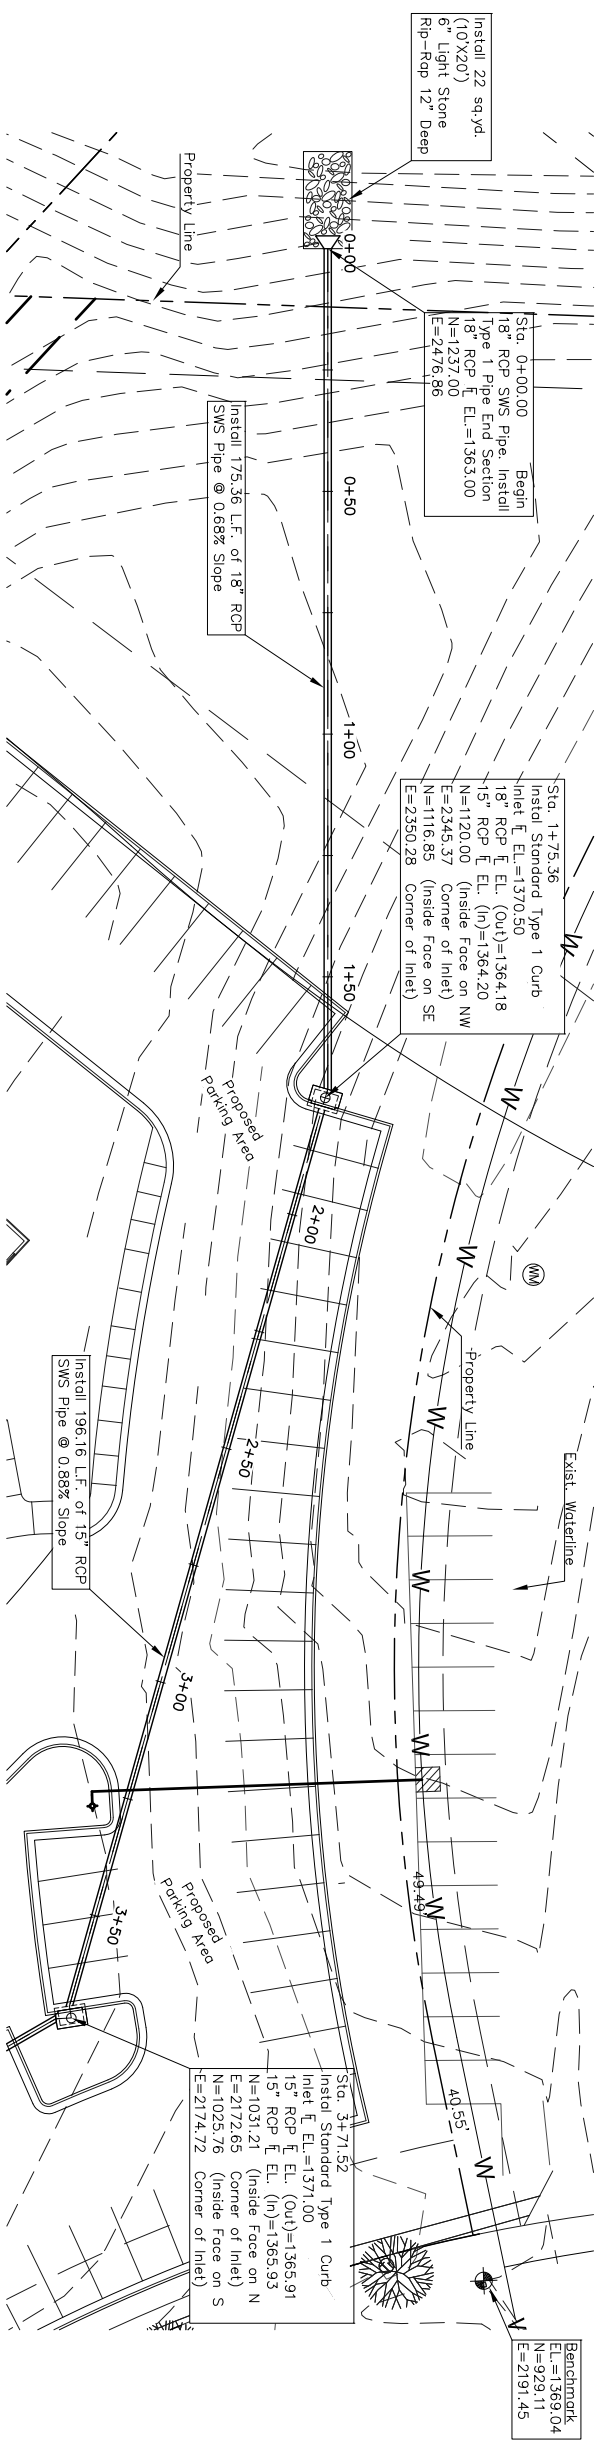 Install 22 sq.yd.
(10'X20')
6" Light Stone
Rip-Rap 12" Deep
Property Line
0+00
Sta. 0+00.00 Begin
18" RCP SWS Pipe. Install
Type 1 Pipe End Section
18" RCP FL EL.=1363.00
N=1237.00
E=2476.86
0+50
Install 175.36 L.F. of 18" RCP
SWS Pipe @ 0.68% Slope
1+00
Sta. 1+75.36
Instal Standard Type 1 Curb
Inlet FL EL.=1370.50
18" RCP FL EL. (Out)=1364.18
15" RCP FL EL. (In)=1364.20
N=1120.00 (Inside Face on NW
E=2345.37 Corner of Inlet)
N=1116.85 (Inside Face on SE
E=2350.28 Corner of Inlet)
1+50
W
W
Proposed
Parking Area
2+00
W
WM
Property Line
W
2+50
Exist. Waterline
W
Install 196.16 L.F. of 15" RCP
SWS Pipe @ 0.88% Slope
3+00
W
49.49'
W
3+50
Proposed
Parking Area
40.55'
W
Sta. 3+71.52
Instal Standard Type 1 Curb
Inlet FL EL.=1371.00
15" RCP FL EL. (Out)=1365.91
15" RCP FL EL. (In)=1365.93
N=1031.21 (Inside Face on N
E=2172.65 Corner of Inlet)
N=1025.76 (Inside Face on S
E=2174.72 Corner of Inlet)
Benchmark
EL.=1369.04
N=929.11
E=2191.45